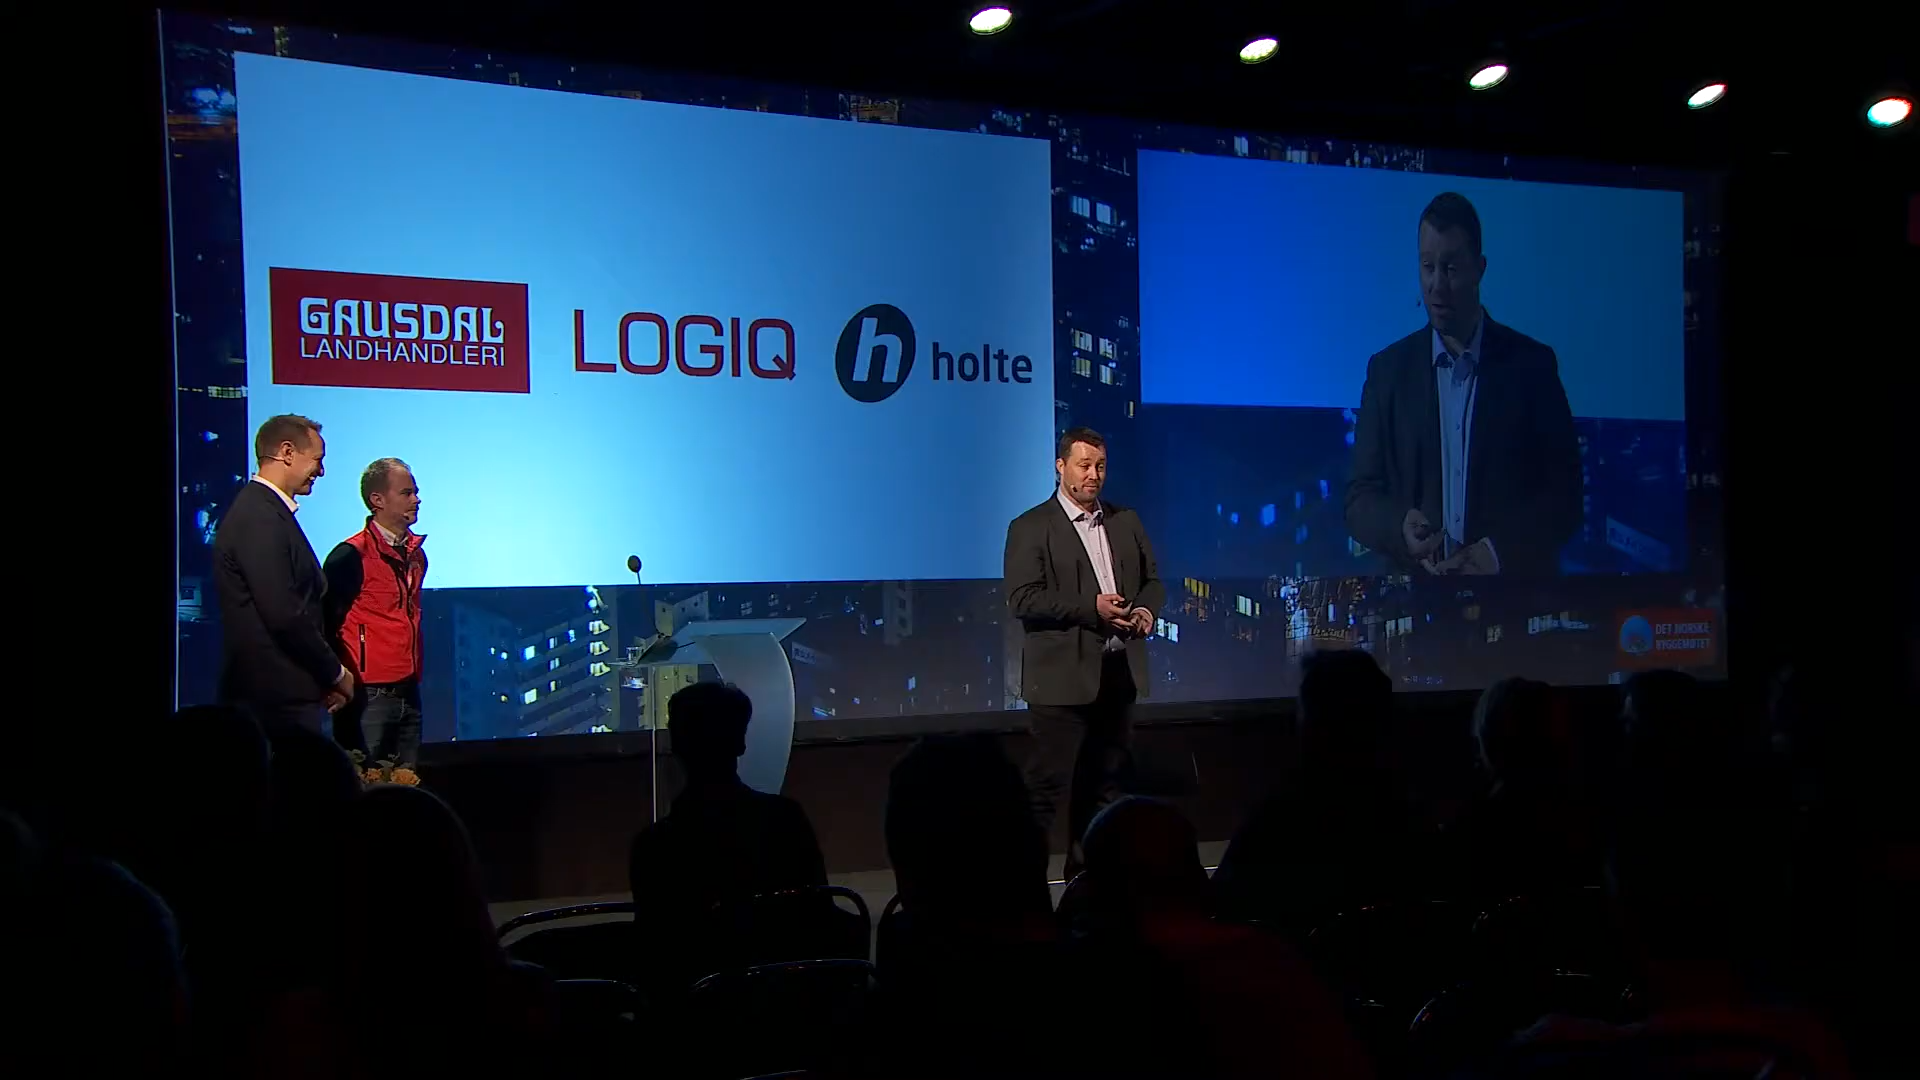 GAUSDAL
LANDHANDLERI
LOGIQ
h holte
DET NORSKE
BYGGEMØTET